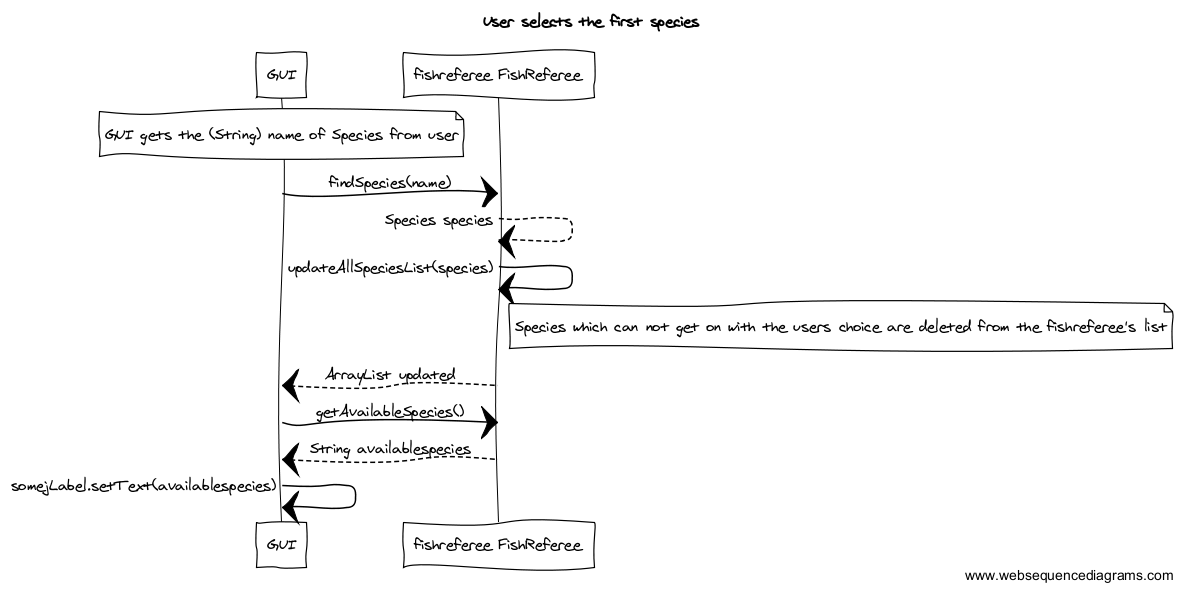 User selects the first species
GUI
fishreferee FishReferee
GUI gets the (String) name of Species from user
findSpecies(name)
Species species
updateAllSpeciesList(species)
Species which can not get on with the users choice are deleted from the fishreferee's list
ArrayList updated
getAvailableSpecies()
String availablespecies
somejLabel.setText(availablespecies)
GUI
fishreferee FishReferee
www.websequencediagrams.com